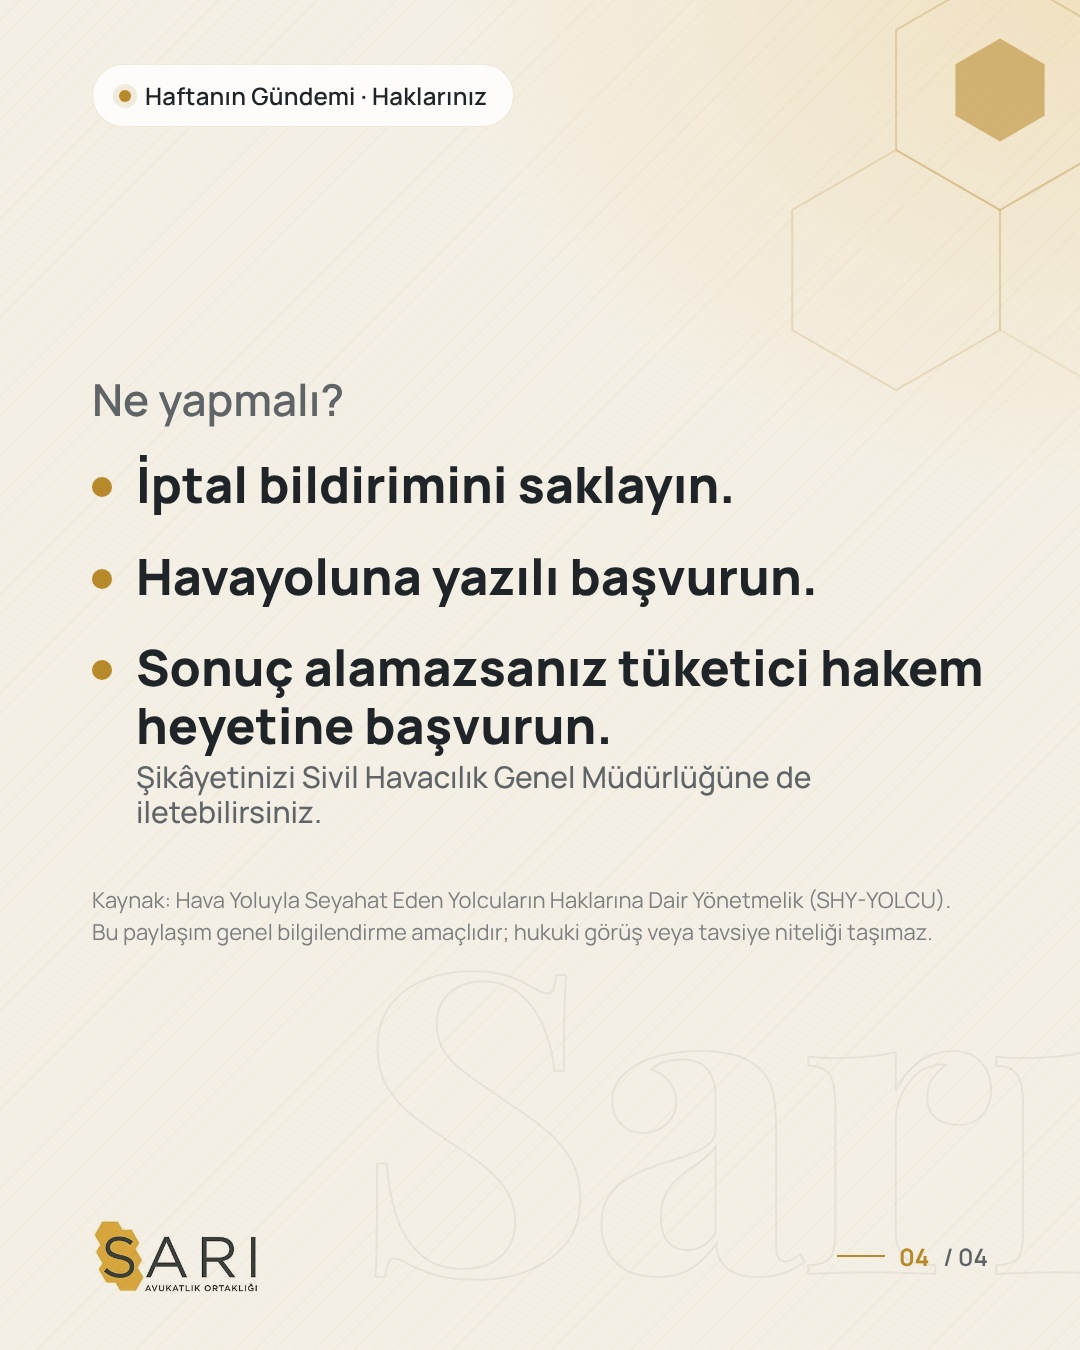 Haftanın Gündemi · Haklarınız
Ne yapmalı?
İptal bildirimini saklayın.
Havayoluna yazılı başvurun.
Sonuç alamazsanız tüketici hakem
heyetine başvurun.
Şikâyetinizi Sivil Havacılık Genel Müdürlüğüne de
iletebilirsiniz.
Kaynak: Hava Yoluyla Seyahat Eden Yolcuların Haklarına Dair Yönetmelik (SHY-YOLCU).
Bu paylaşım genel bilgilendirme amaçlıdır; hukuki görüş veya tavsiye niteliği taşımaz.
Sarı
SARI
AVUKATLIK ORTAKLIĞI
04 / 04